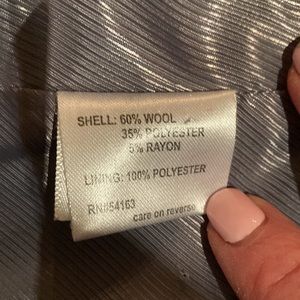 SHELL: 60% WOOL
35% POLYESTER
5% RAYON
LINING: 100% POLYESTER
RN#54163
care on reverse